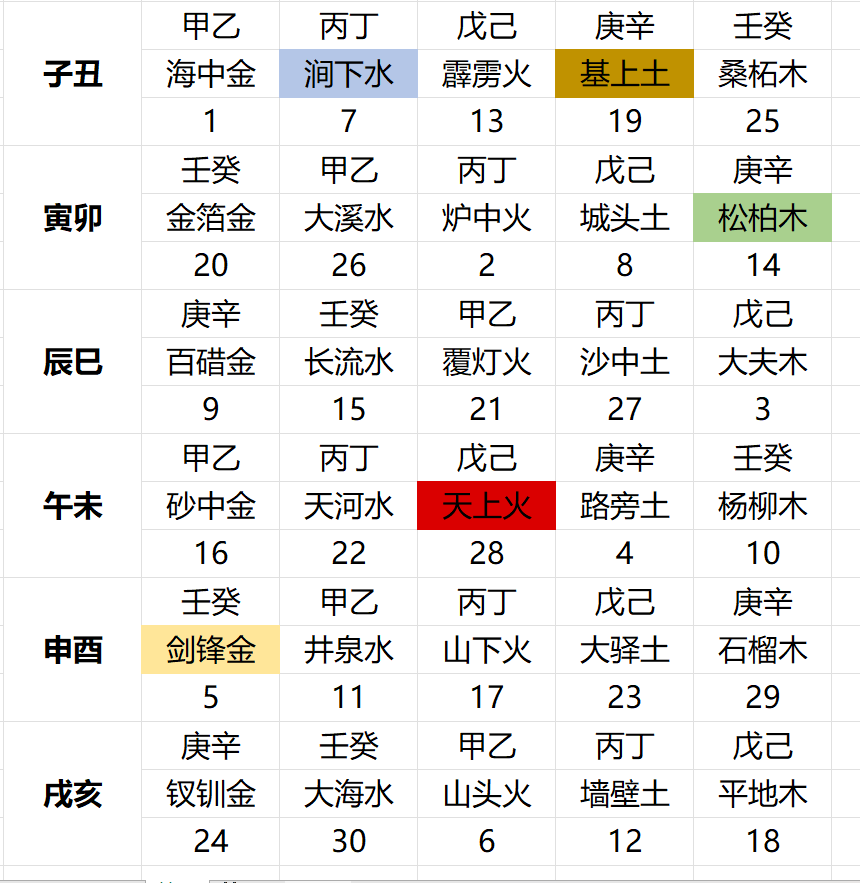 甲乙 丙丁 戊己 庚辛 壬癸
子丑 海中金 涧下水 霹雳火 基上土 桑柘木
1 7 13 19 25
壬癸 甲乙 丙丁 戊己 庚辛
寅卯 金箔金 大溪水 炉中火 城头土 松柏木
20 26 2 8 14
庚辛 壬癸 甲乙 丙丁 戊己
辰巳 百碏金 长流水 覆灯火 沙中土 大夫木
9 15 21 27 3
甲乙 丙丁 戊己 庚辛 壬癸
午未 砂中金 天河水 天上火 路旁土 杨柳木
16 22 28 4 10
壬癸 甲乙 丙丁 戊己 庚辛
申酉 剑锋金 井泉水 山下火 大驿土 石榴木
5 11 17 23 29
庚辛 壬癸 甲乙 丙丁 戊己
戌亥 钗钏金 大海水 山头火 墙壁土 平地木
24 30 6 12 18